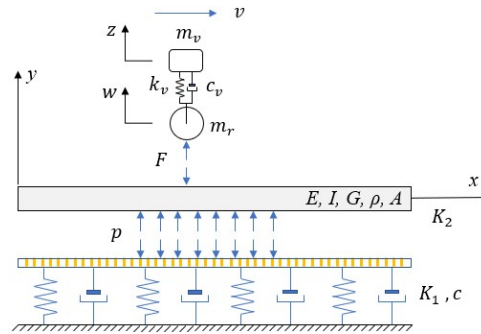 v
z
m_v
y
k_v
c_v
w
m_r
F
x
E, I, G, ρ, A
K_2
p
K_1 , c